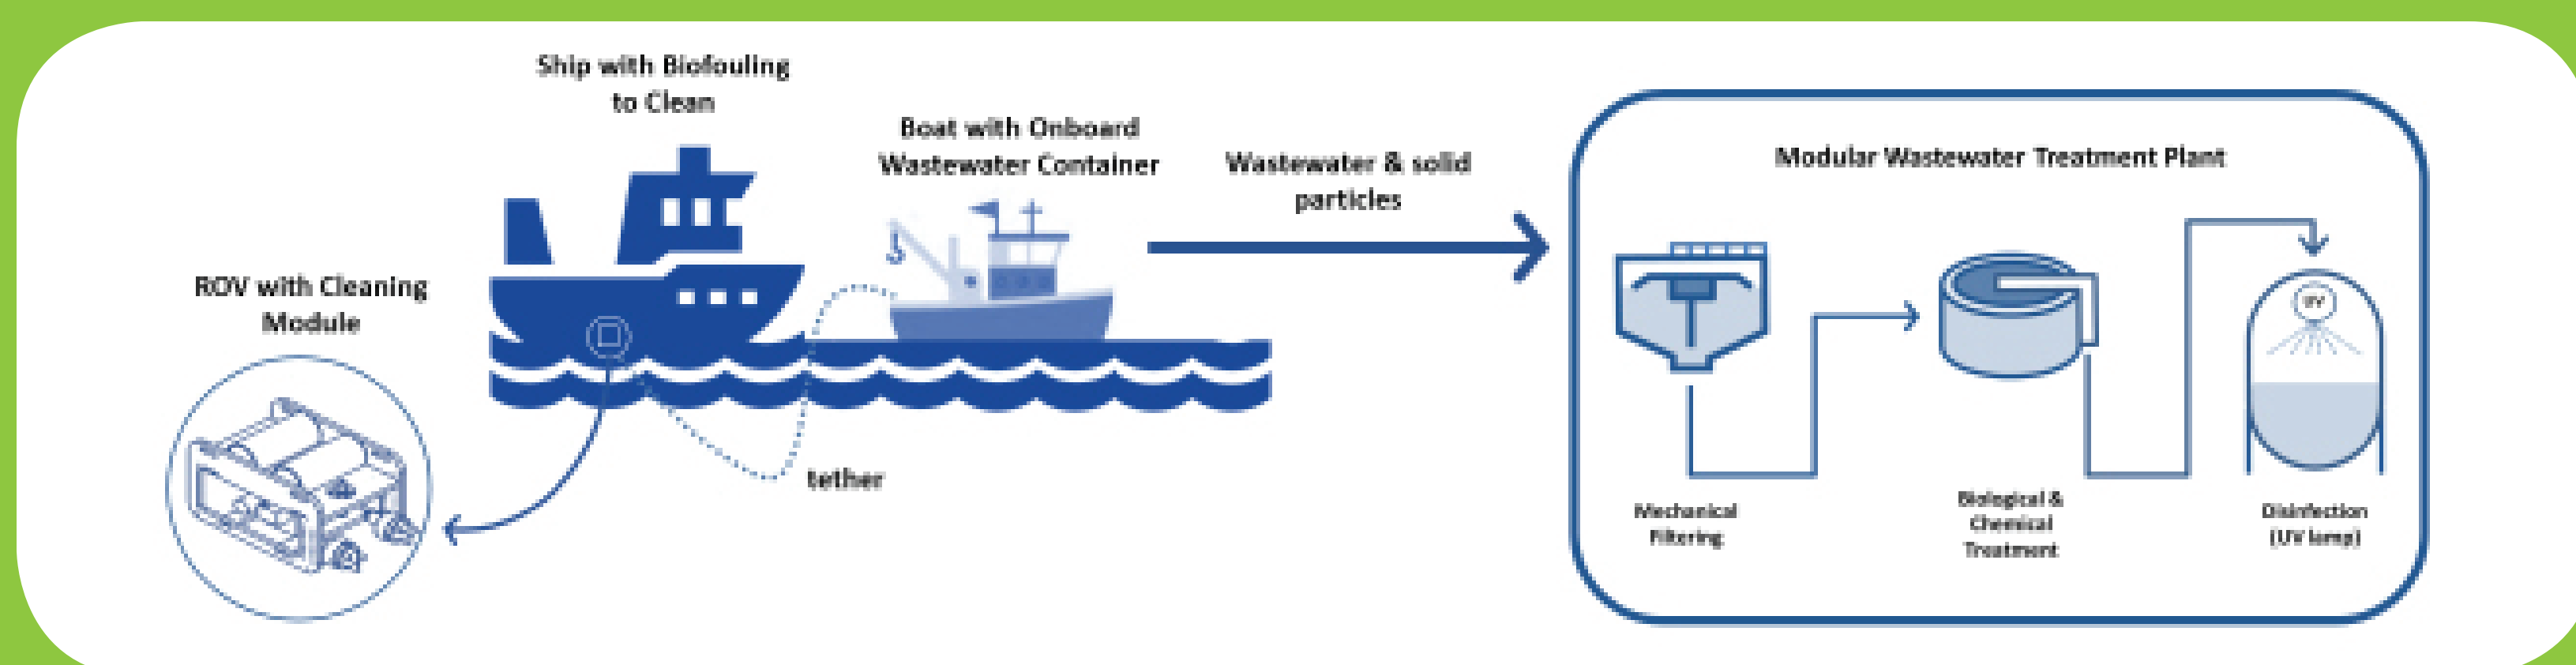 Ship with Biofouling
to Clean
Boat with Onboard
Wastewater Container
Wastewater & solid
particles
ROV with Cleaning
Module
tether
Modular Wastewater Treatment Plant
UV
Mechanical
Filtering
Biological &
Chemical
Treatment
Disinfection
(UV lamp)